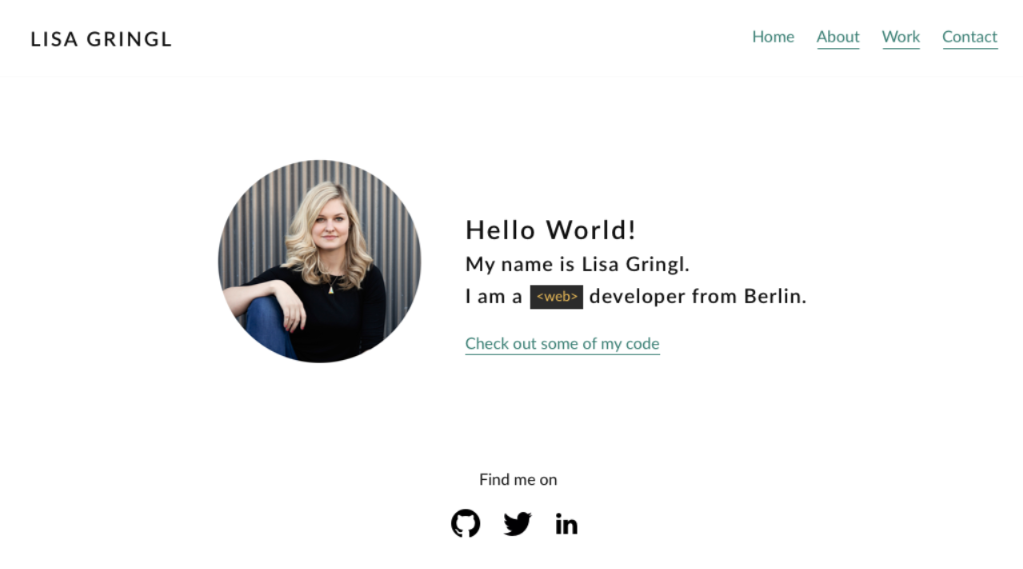 LISA GRINGL
Home About Work Contact
Hello World!
My name is Lisa Gringl.
I am a <web> developer from Berlin.
Check out some of my code
Find me on
in